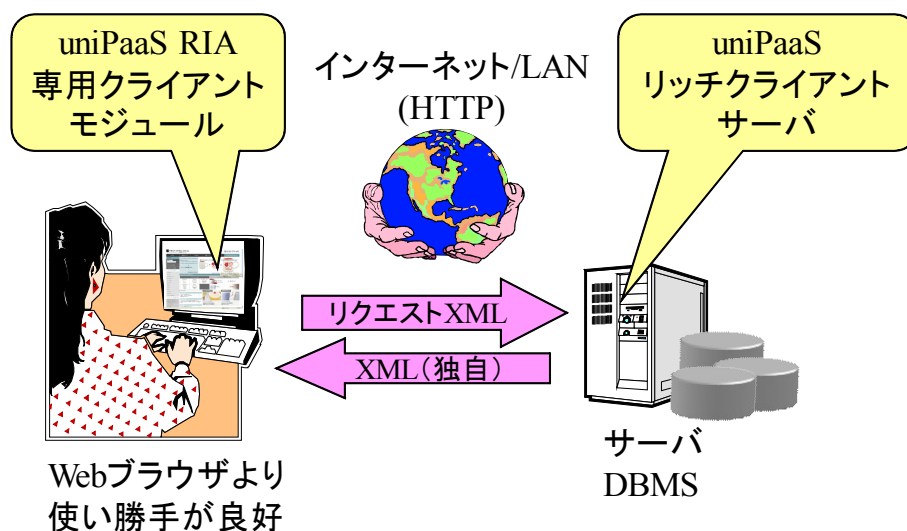 uniPaaS RIA
専用クライアント
モジュール
インターネット/LAN
(HTTP)
uniPaaS
リッチクライアント
サーバ
リクエストXML
XML(独自)
Webブラウザより
使い勝手が良好
サーバ
DBMS